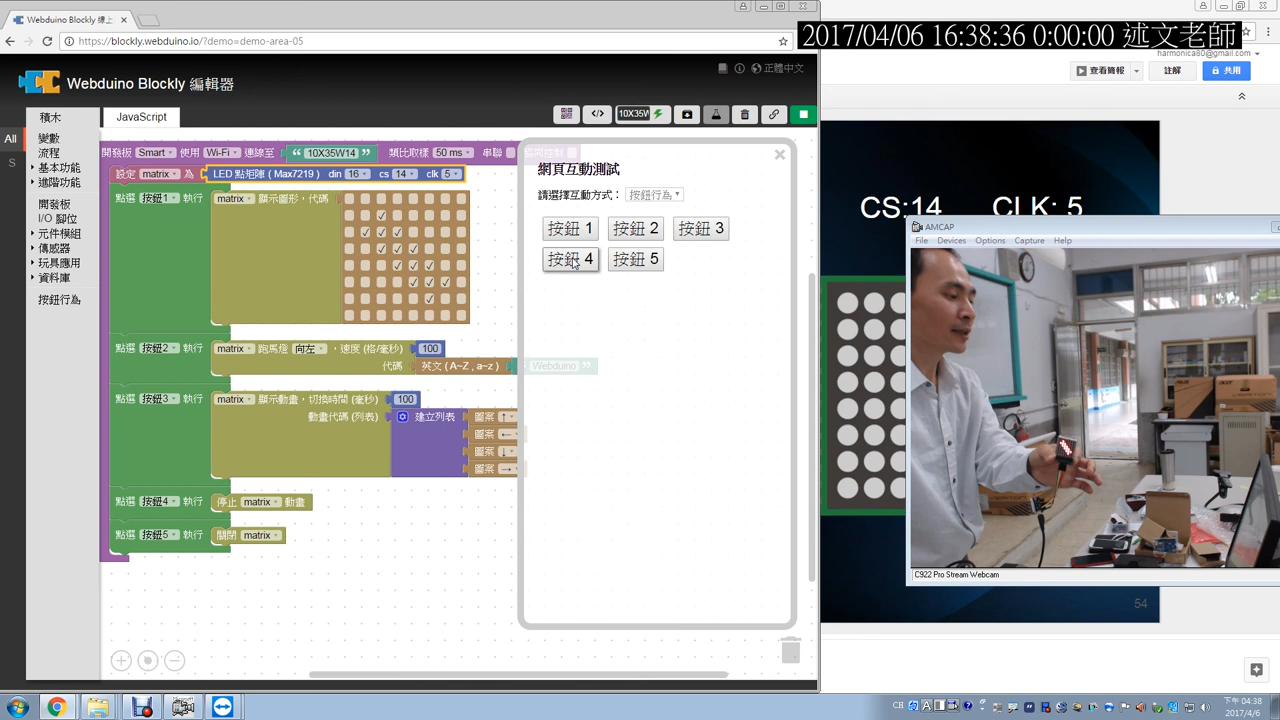 Webduino Blockly 線上
https://blockly.webduino.io/?demo=demo-area-05
2017/04/06 16:38:36 0:00:00 述文老師
harmonica80@gmail.com
查看簡報
註解
共用
Webduino Blockly 編輯器
正體中文
積木
JavaScript
10X35W
All
S
變數
流程
基本功能
進階功能
開發板
I/O 腳位
元件模組
傳感器
玩具應用
資料庫
按鈕行為
開發板 Smart 使用 Wi-Fi 連線至 “ 10X35W14 ” 類比取樣 50 ms 串聯
設定 matrix 為 LED 點矩陣 ( Max7219 ) din 16 cs 14 clk 5
點選 按鈕1 執行 matrix 顯示圖形，代碼
點選 按鈕2 執行 matrix 跑馬燈 向左 ，速度 (格/毫秒) 100
代碼 英文 ( A~Z , a~z ) Webduino ”
點選 按鈕3 執行 matrix 顯示動畫，切換時間 (毫秒) 100
動畫代碼 (列表) 建立列表 圖案 ↑
圖案 ←
圖案 ↓
圖案 →
點選 按鈕4 執行 停止 matrix 動畫
點選 按鈕5 執行 關閉 matrix
網頁互動測試
請選擇互動方式： 按鈕行為
按鈕 1 按鈕 2 按鈕 3
按鈕 4 按鈕 5
CS:14 CLK: 5
AMCAP
File Devices Options Capture Help
C922 Pro Stream Webcam
54
CH
下午 04:38
2017/4/6